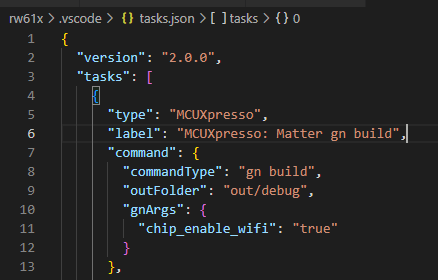 rw61x > .vscode > {} tasks.json > [ ] tasks > {} 0
1 {
2 "version": "2.0.0",
3 "tasks": [
4 {
5 "type": "MCUXpresso",
6 "label": "MCUXpresso: Matter gn build",
7 "command": {
8 "commandType": "gn build",
9 "outFolder": "out/debug",
10 "gnArgs": {
11 "chip_enable_wifi": "true"
12 }
13 },